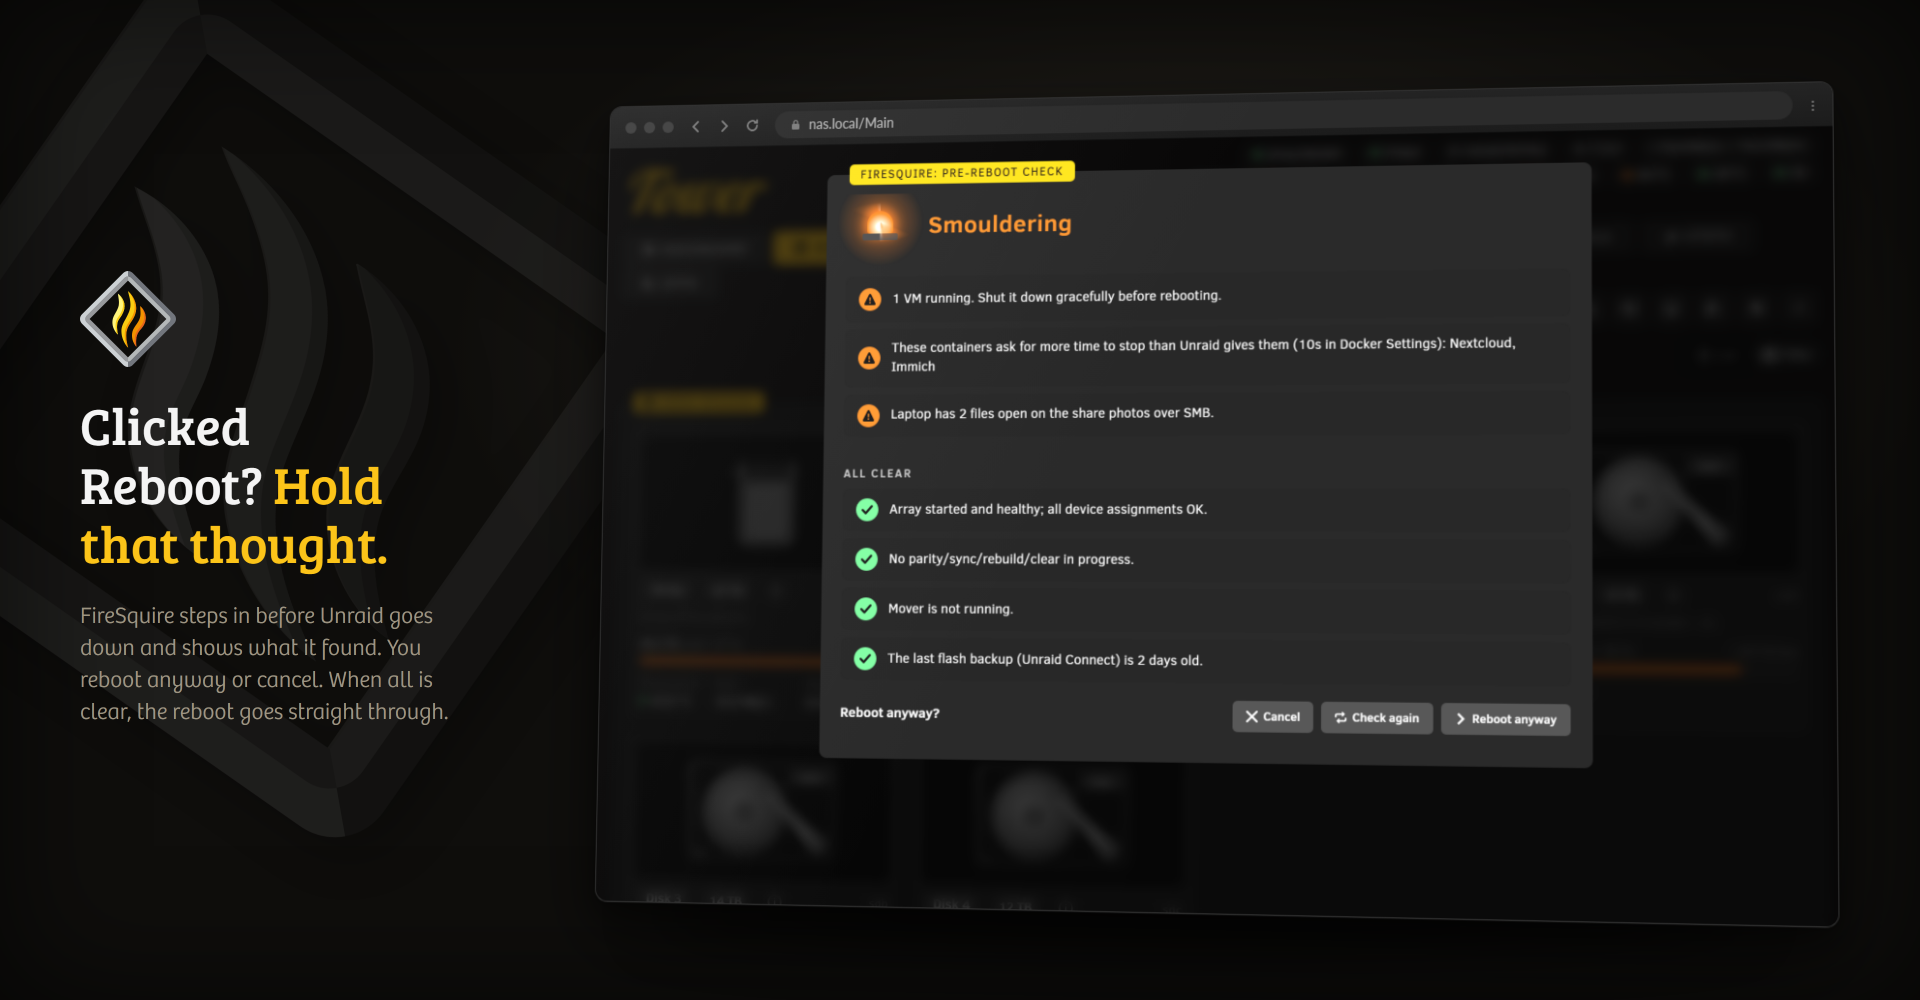 Clicked
Reboot? Hold
that thought.
FireSquire steps in before Unraid goes
down and shows what it found. You
reboot anyway or cancel. When all is
clear, the reboot goes straight through.
nas.local/Main
Tower
FIRESQUIRE: PRE-REBOOT CHECK
Smouldering
1 VM running. Shut it down gracefully before rebooting.
These containers ask for more time to stop than Unraid gives them (10s in Docker Settings): Nextcloud,
Immich
Laptop has 2 files open on the share photos over SMB.
ALL CLEAR
Array started and healthy; all device assignments OK.
No parity/sync/rebuild/clear in progress.
Mover is not running.
The last flash backup (Unraid Connect) is 2 days old.
Reboot anyway?
Cancel
Check again
Reboot anyway